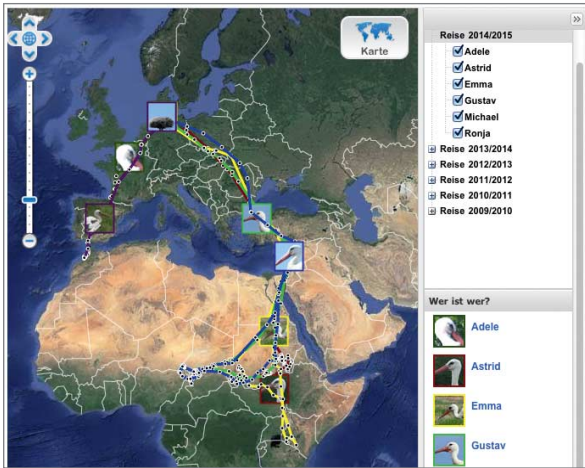 Karte
Reise 2014/2015
Adele
Astrid
Emma
Gustav
Michael
Ronja
Reise 2013/2014
Reise 2012/2013
Reise 2011/2012
Reise 2010/2011
Reise 2009/2010
Wer ist wer?
Adele
Astrid
Emma
Gustav